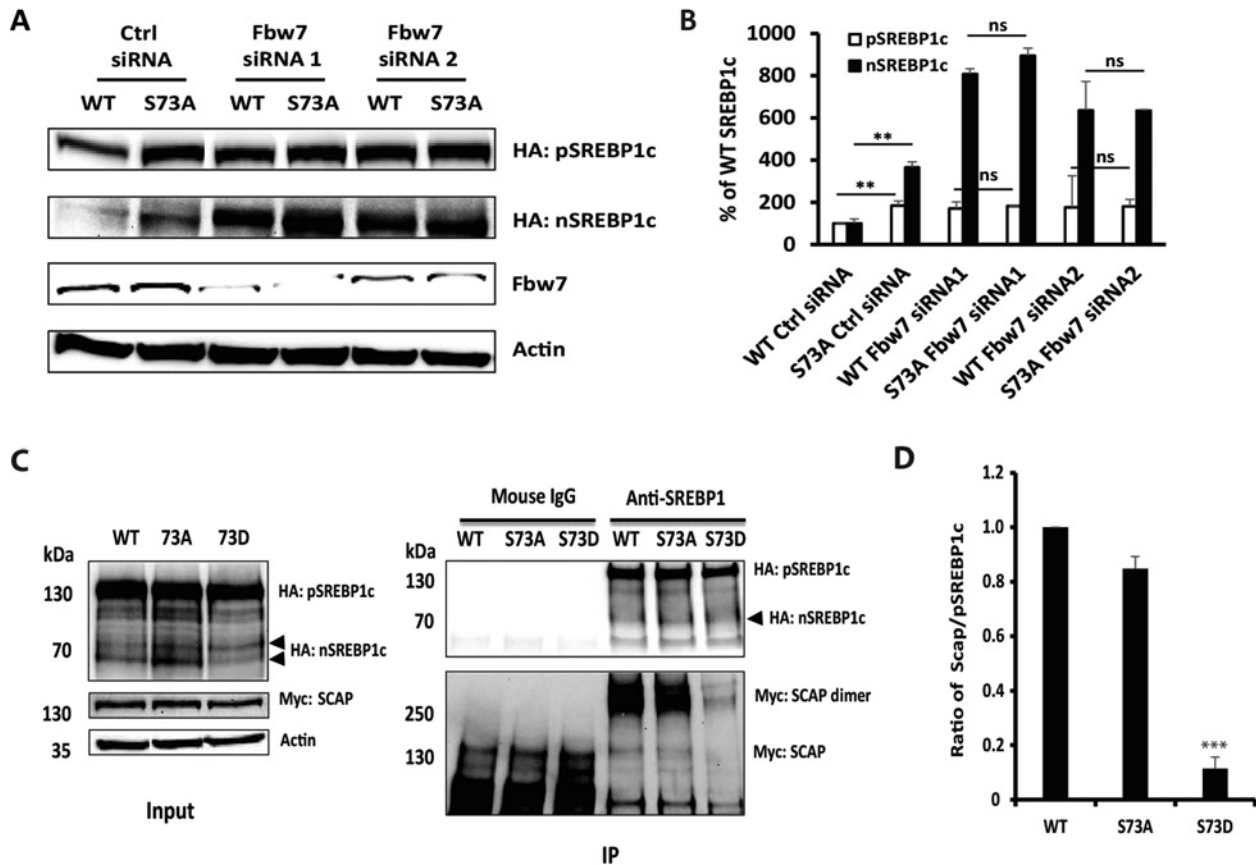 A
Ctrl siRNA
Fbw7 siRNA 1
Fbw7 siRNA 2
WT S73A WT S73A WT S73A
HA: pSREBP1c
HA: nSREBP1c
Fbw7
Actin
B
% of WT SREBP1c
1000
800
600
400
200
0
pSREBP1c
nSREBP1c
**
**
ns
ns
ns
ns
WT Ctrl siRNA
S73A Ctrl siRNA
WT Fbw7 siRNA1
S73A Fbw7 siRNA1
WT Fbw7 siRNA2
S73A Fbw7 siRNA2
C
WT 73A 73D
kDa
130
70
130
35
HA: pSREBP1c
HA: nSREBP1c
Myc: SCAP
Actin
Input
Mouse IgG Anti-SREBP1
WT S73A S73D WT S73A S73D
kDa
130
70
250
130
HA: pSREBP1c
HA: nSREBP1c
Myc: SCAP dimer
Myc: SCAP
IP
D
Ratio of Scap/pSREBP1c
1.2
1.0
0.8
0.6
0.4
0.2
0
***
WT S73A S73D